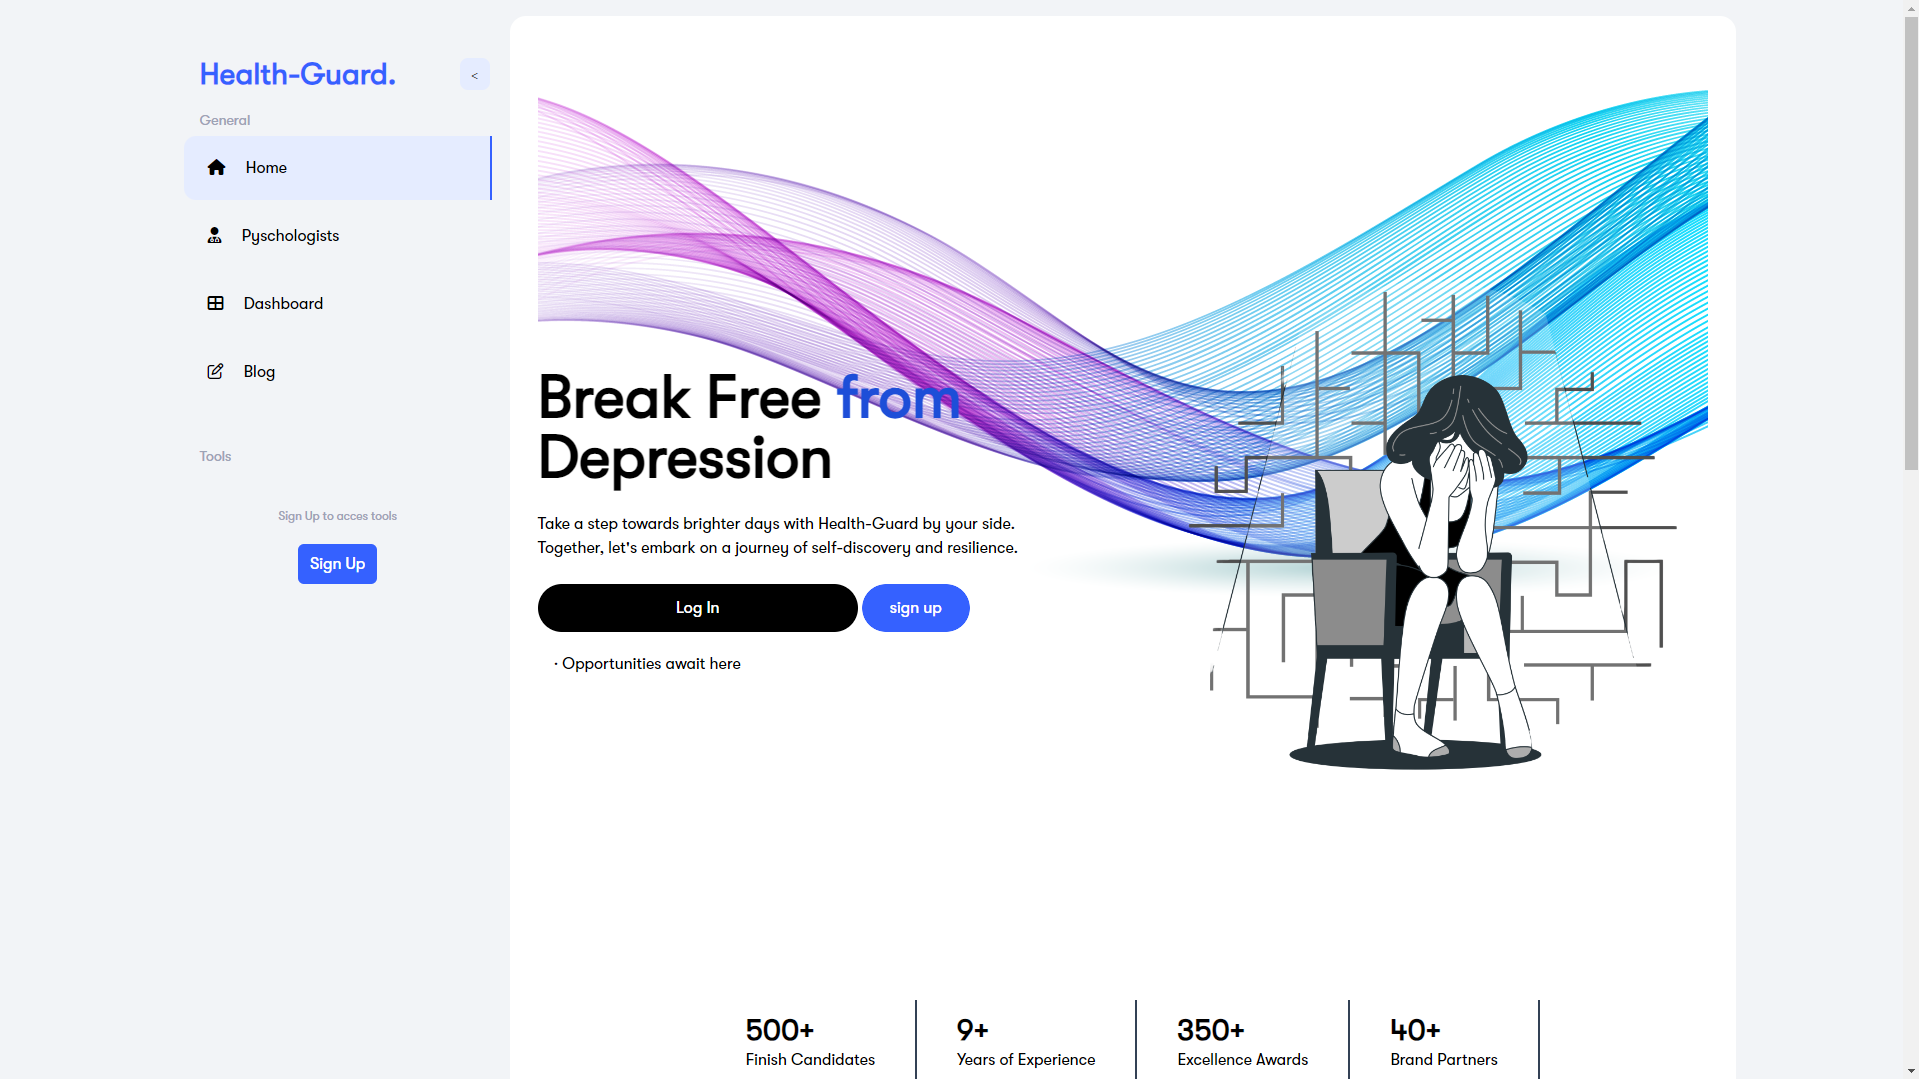 Health-Guard.
<
General
Home
Pyschologists
Dashboard
Blog
Tools
Sign Up to acces tools
Sign Up
Break Free from
Depression
Take a step towards brighter days with Health-Guard by your side.
Together, let's embark on a journey of self-discovery and resilience.
Log In
sign up
· Opportunities await here
500+
Finish Candidates
9+
Years of Experience
350+
Excellence Awards
40+
Brand Partners